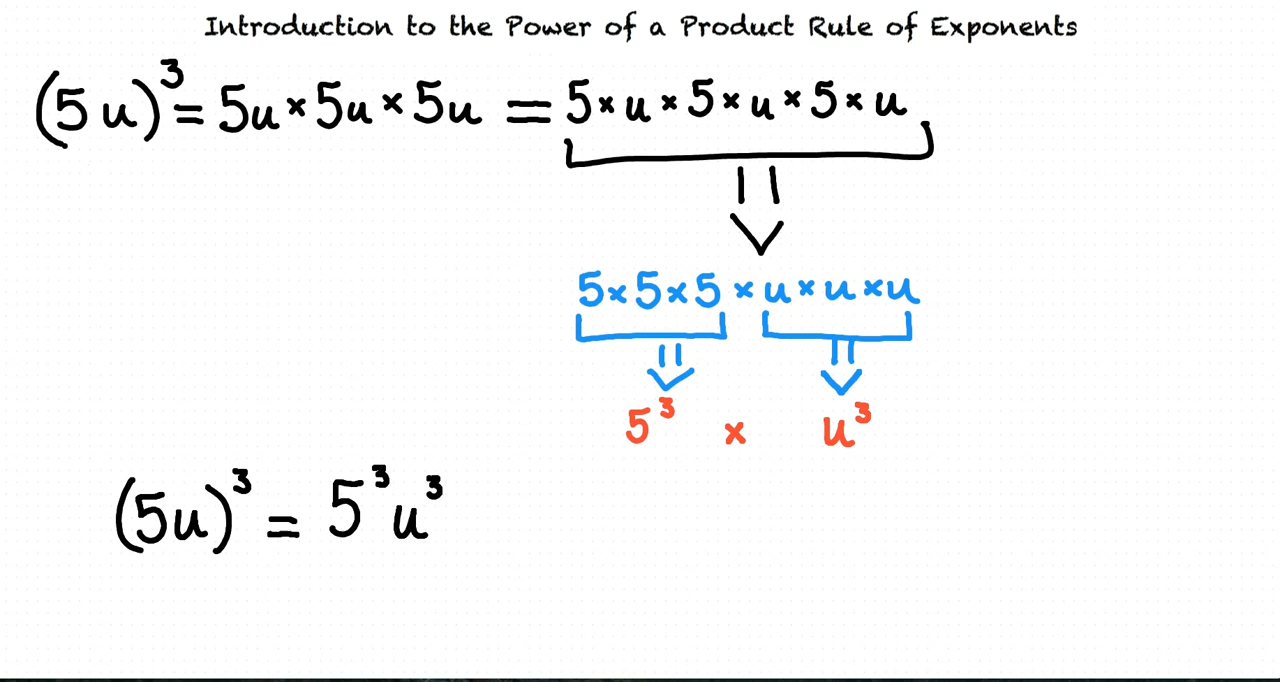 Introduction to the Power of a Product Rule of Exponents
(5u)³ = 5u × 5u × 5u = 5 × u × 5 × u × 5 × u
5 × 5 × 5 × u × u × u
5³ × u³
(5u)³ = 5³u³